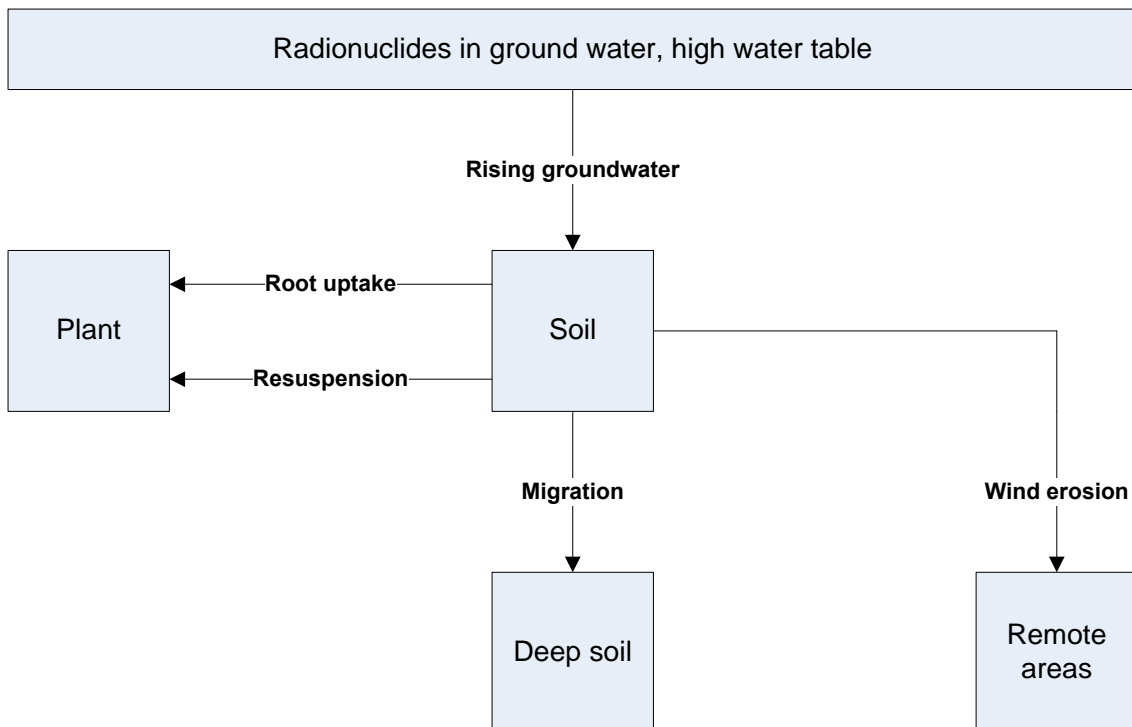 Radionuclides in ground water, high water table
Rising groundwater
Root uptake
Plant
Soil
Resuspension
Migration
Wind erosion
Deep soil
Remote
areas